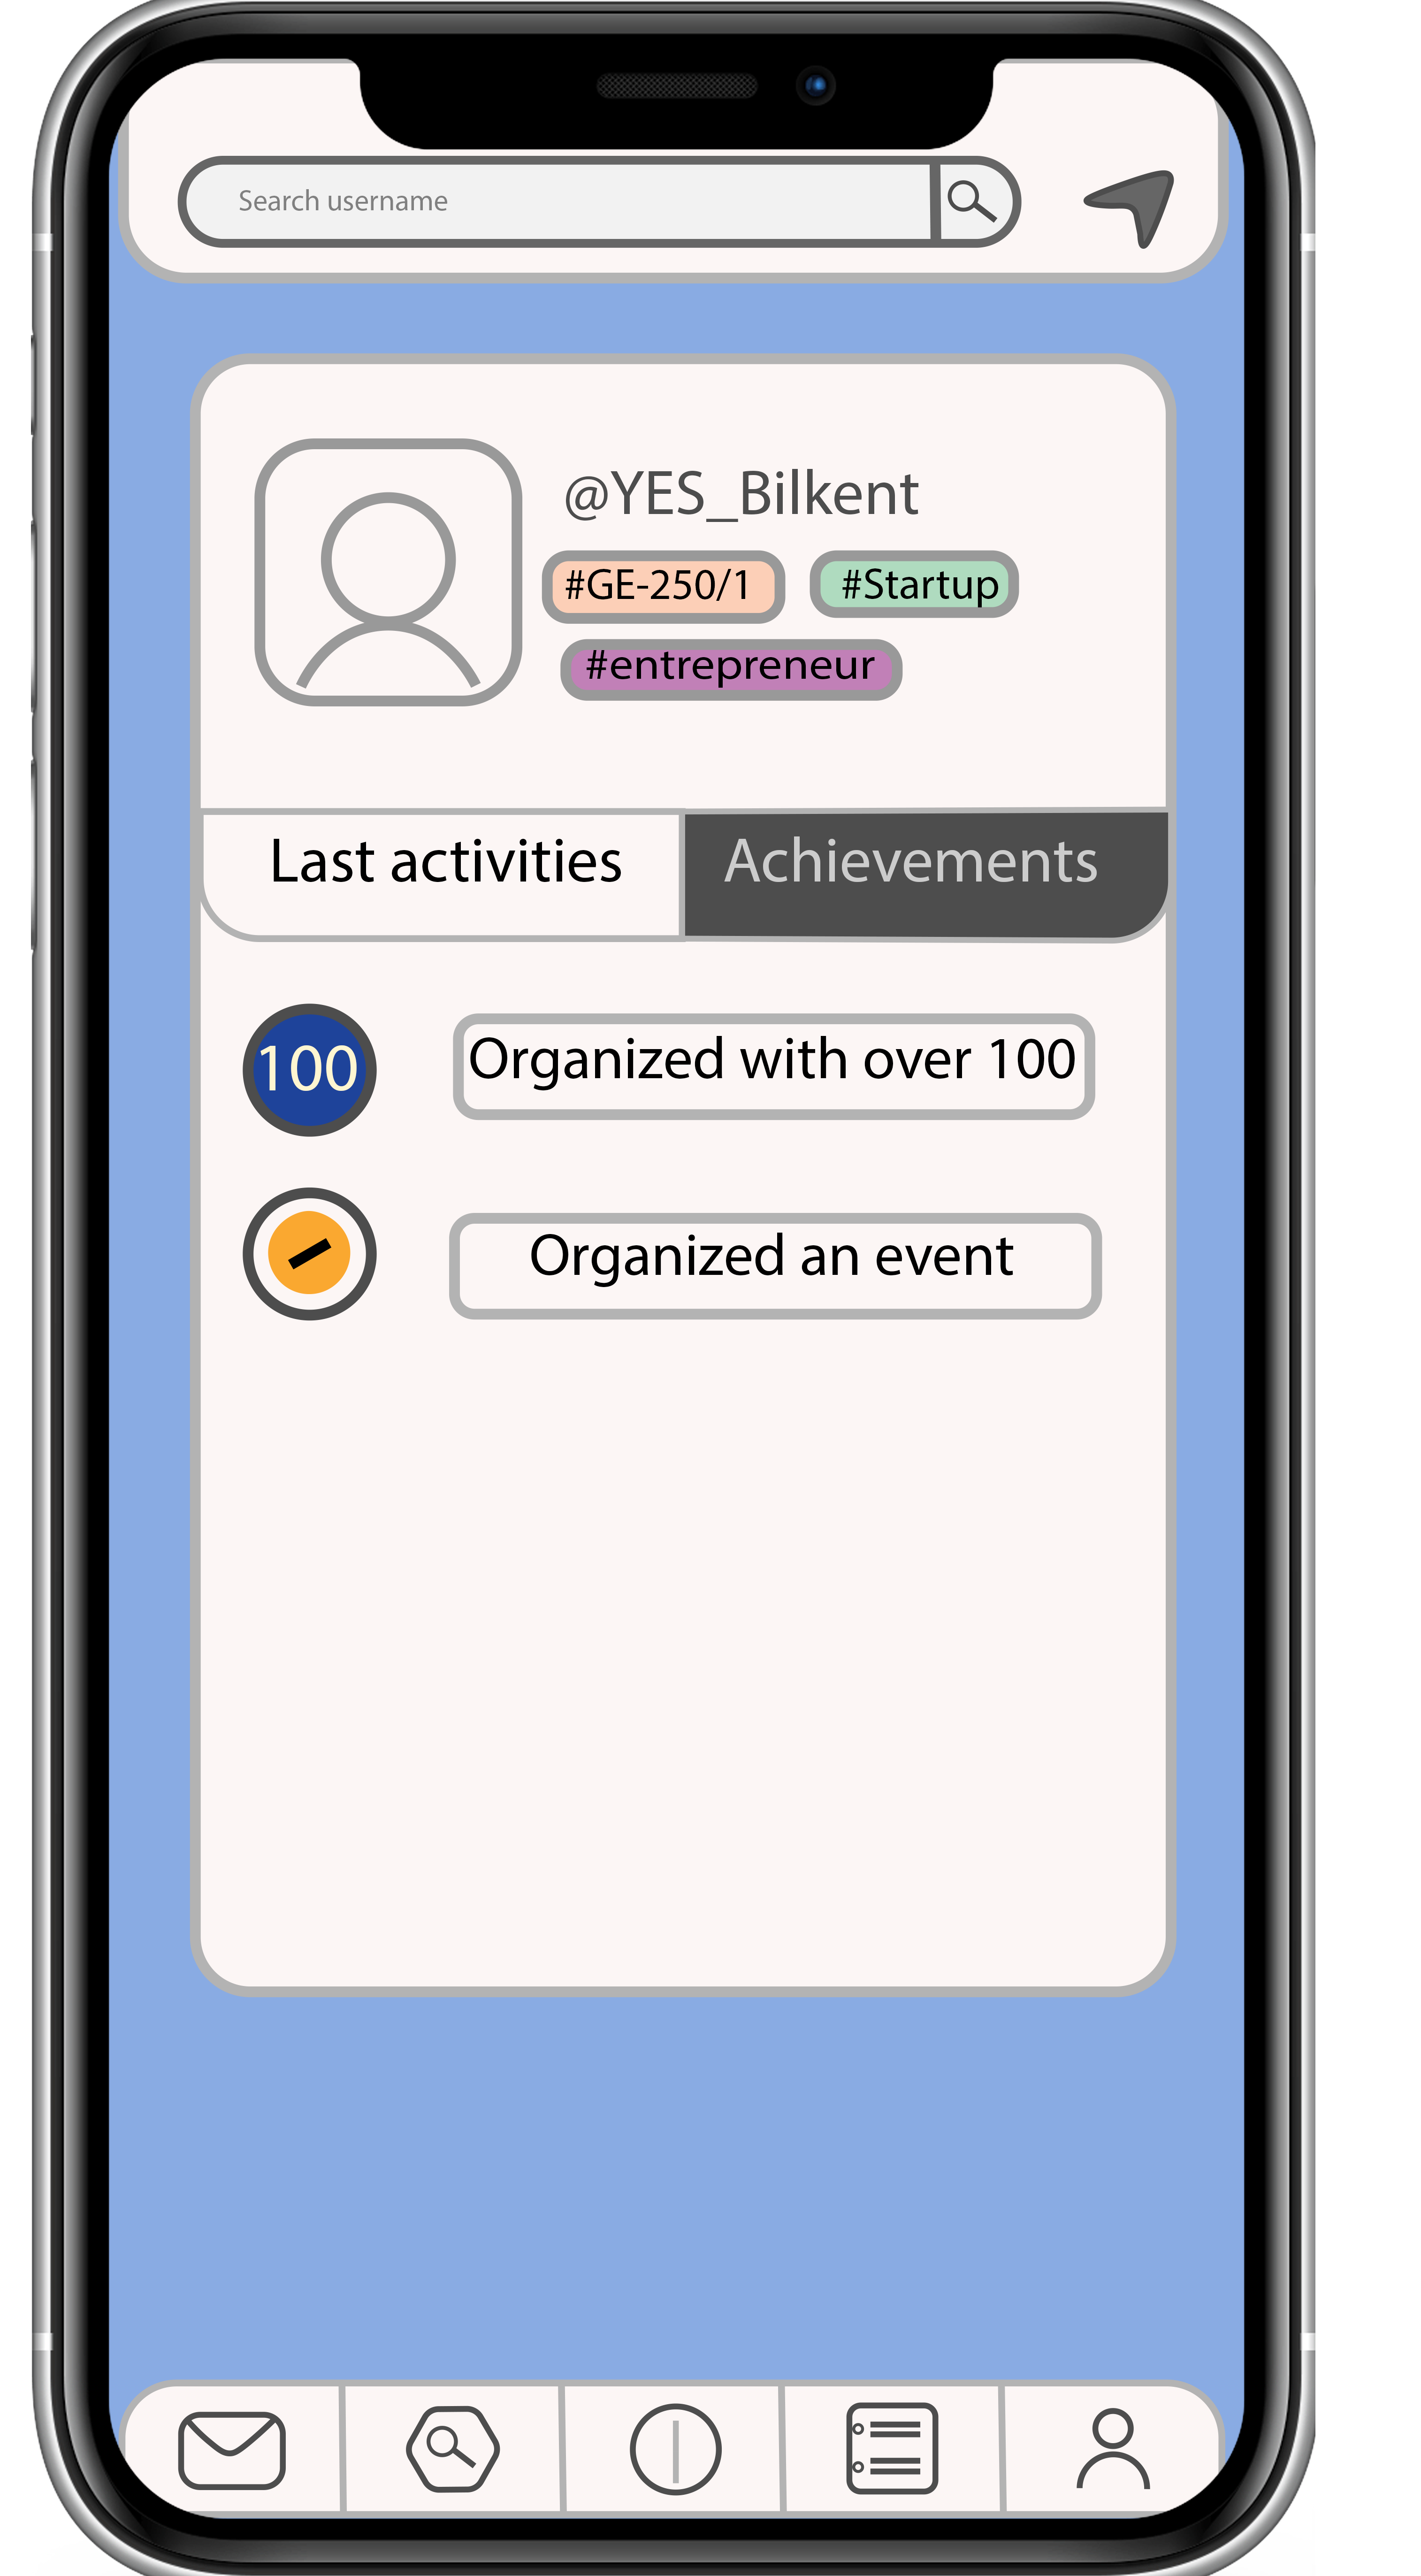 Search username
@YES_Bilkent
#GE-250/1 #Startup
#entrepreneur
Last activities Achievements
100 Organized with over 100
Organized an event